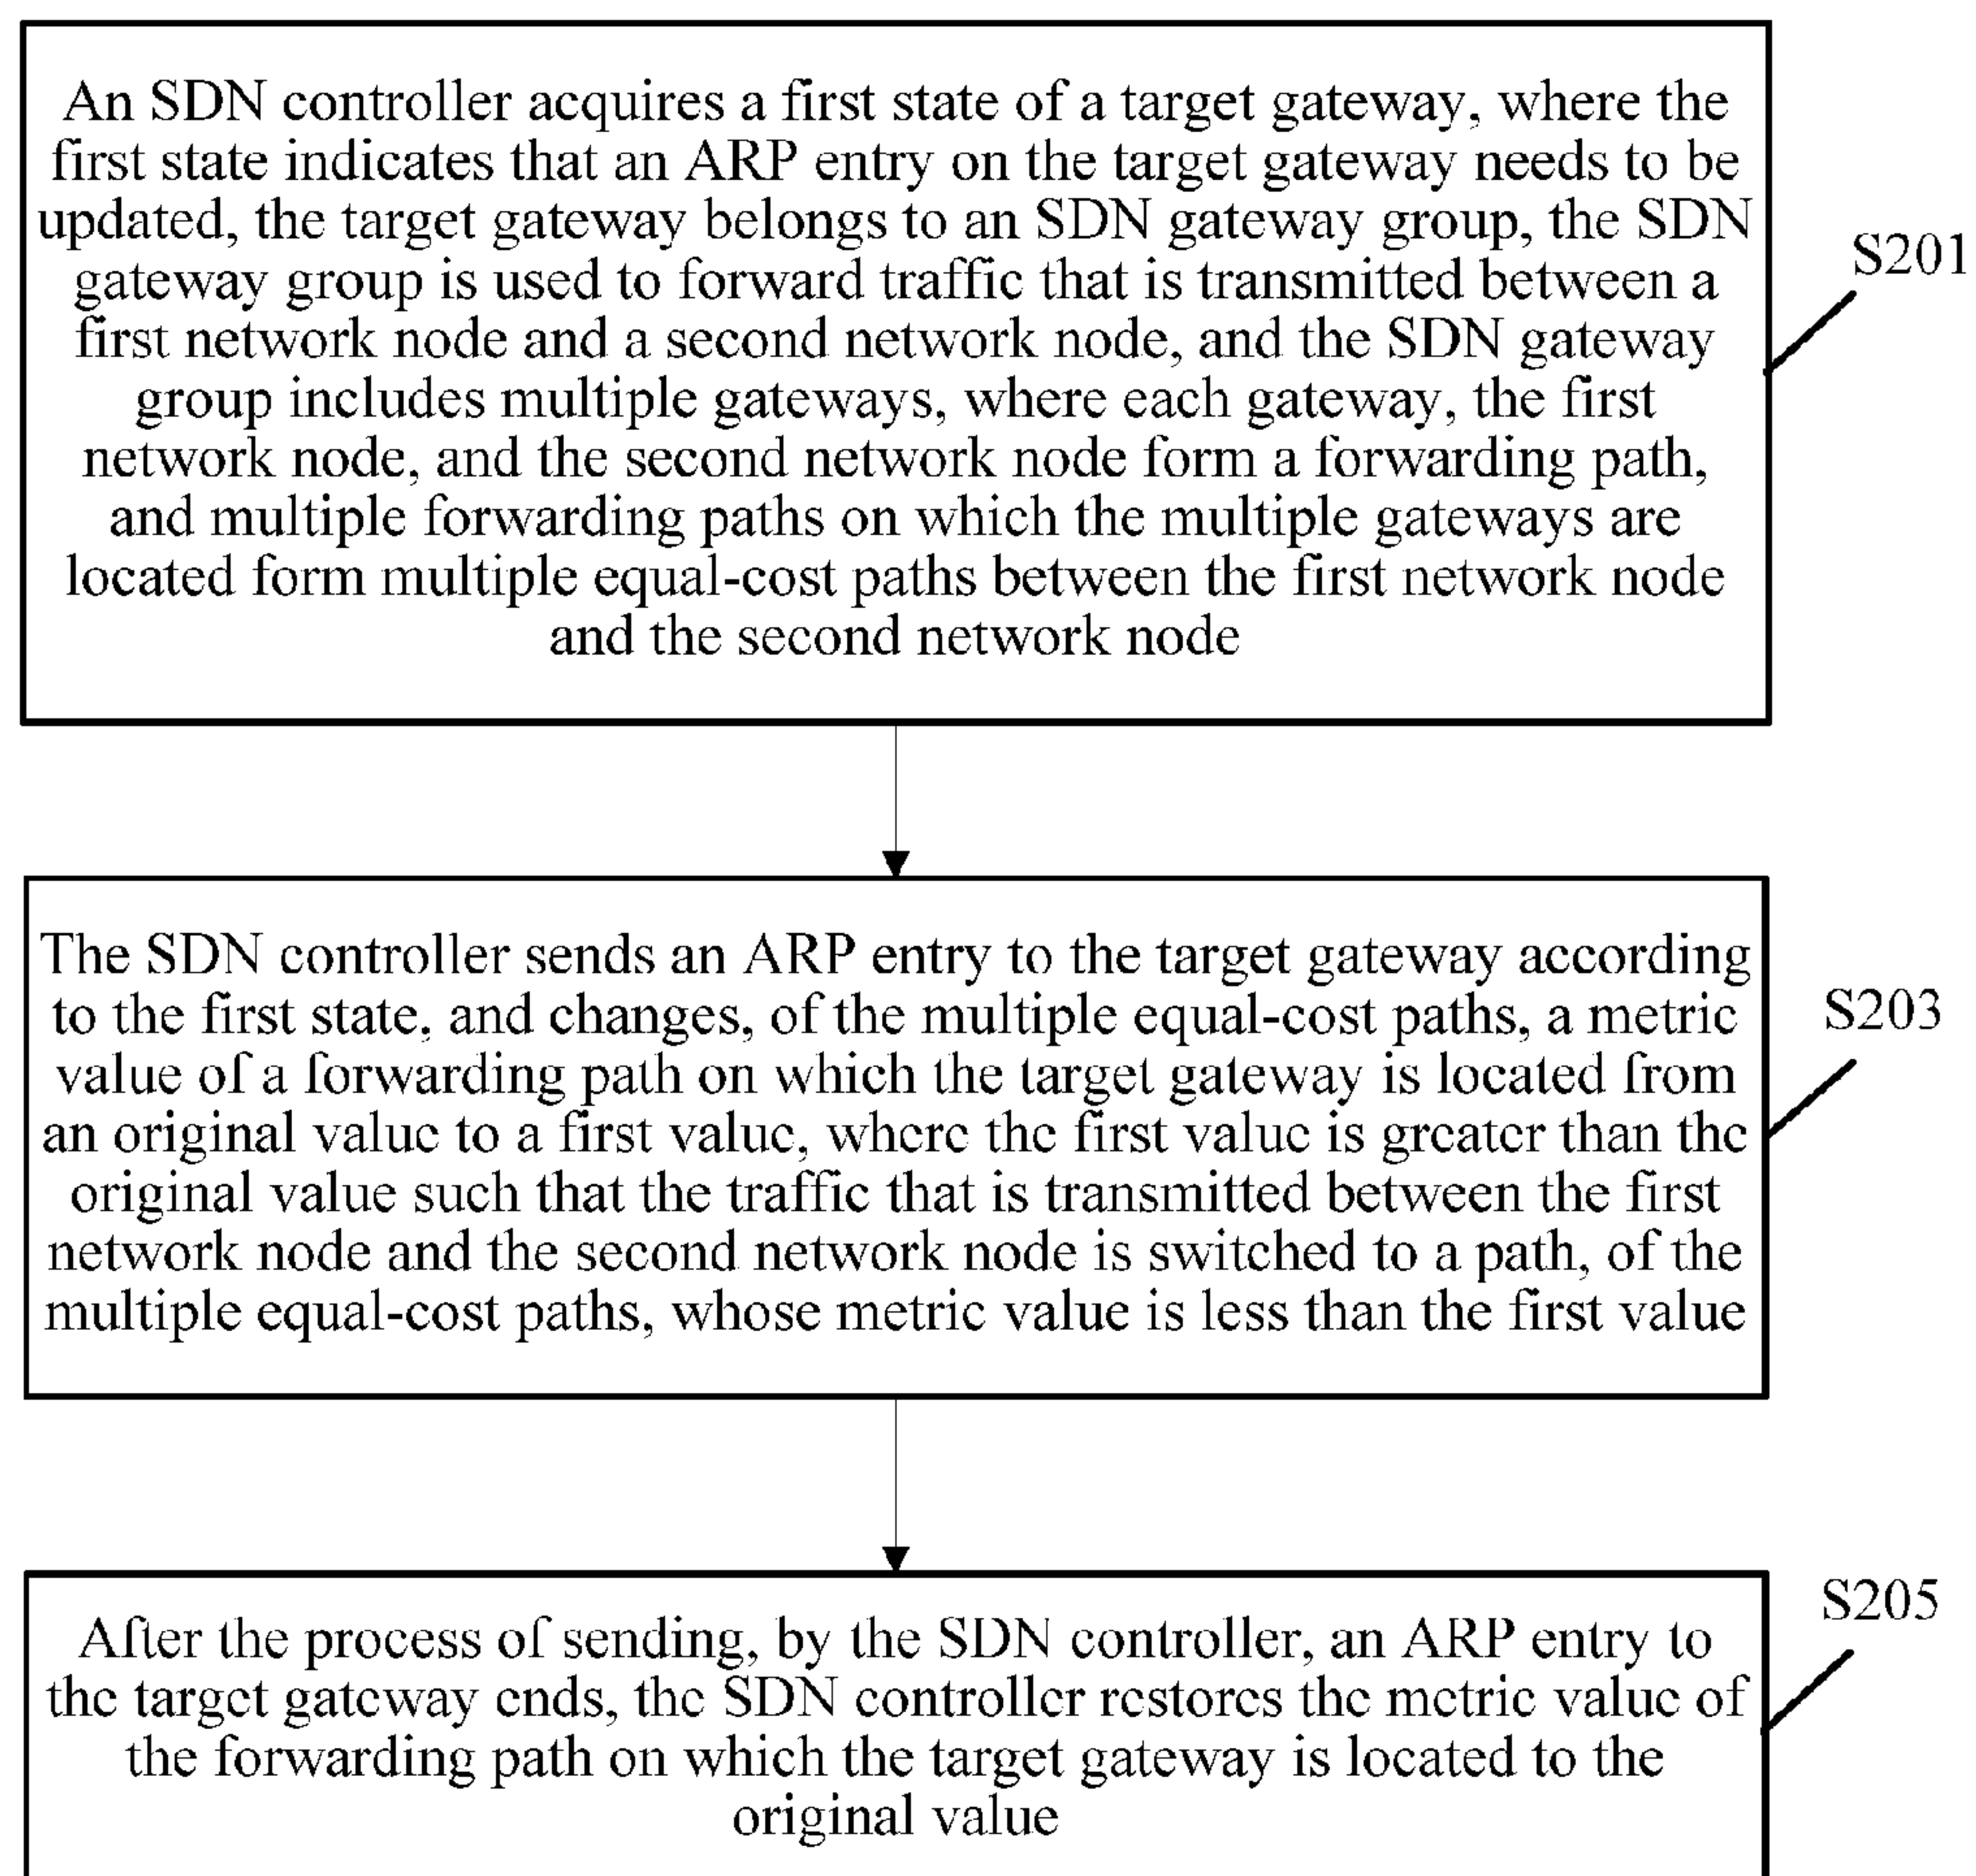 An SDN controller acquires a first state of a target gateway, where the
first state indicates that an ARP entry on the target gateway needs to be
updated, the target gateway belongs to an SDN gateway group, the SDN
gateway group is used to forward traffic that is transmitted between a
first network node and a second network node, and the SDN gateway
group includes multiple gateways, where each gateway, the first
network node, and the second network node form a forwarding path,
and multiple forwarding paths on which the multiple gateways are
located form multiple equal-cost paths between the first network node
and the second network node
S201
The SDN controller sends an ARP entry to the target gateway according
to the first state, and changes, of the multiple equal-cost paths, a metric
value of a forwarding path on which the target gateway is located from
an original value to a first value, where the first value is greater than the
original value such that the traffic that is transmitted between the first
network node and the second network node is switched to a path, of the
multiple equal-cost paths, whose metric value is less than the first value
S203
After the process of sending, by the SDN controller, an ARP entry to
the target gateway ends, the SDN controller restores the metric value of
the forwarding path on which the target gateway is located to the
original value
S205